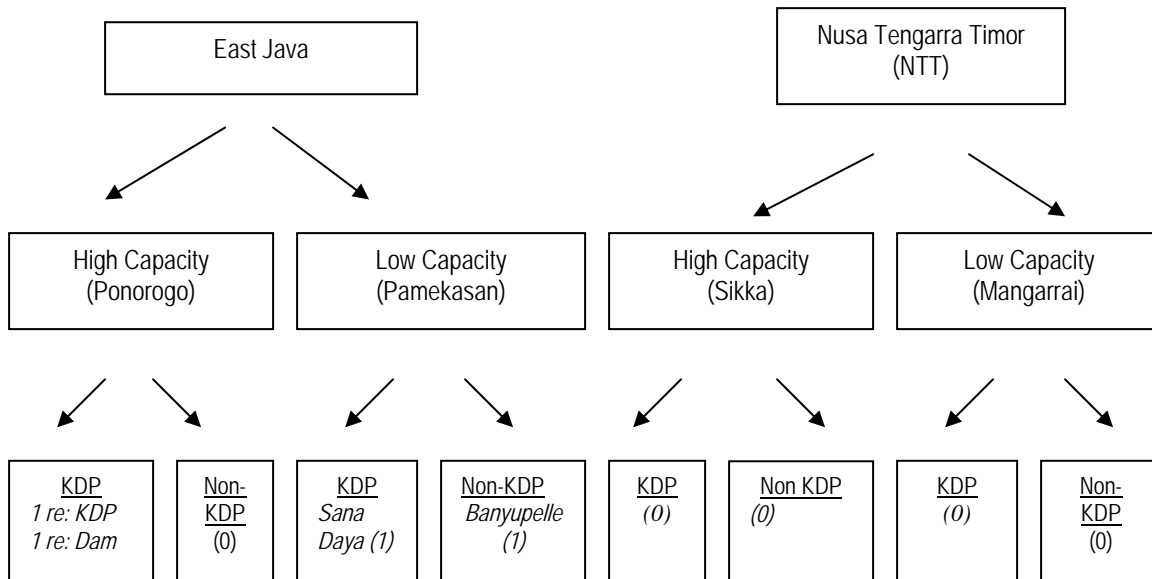 East Java
Nusa Tengarra Timor
(NTT)
High Capacity
(Ponorogo)
Low Capacity
(Pamekasan)
High Capacity
(Sikka)
Low Capacity
(Mangarrai)
KDP
1 re: KDP
1 re: Dam
Non-
KDP
(0)
KDP
Sana
Daya (1)
Non-KDP
Banyupelle
(1)
KDP
(0)
Non KDP
(0)
KDP
(0)
Non-
KDP
(0)